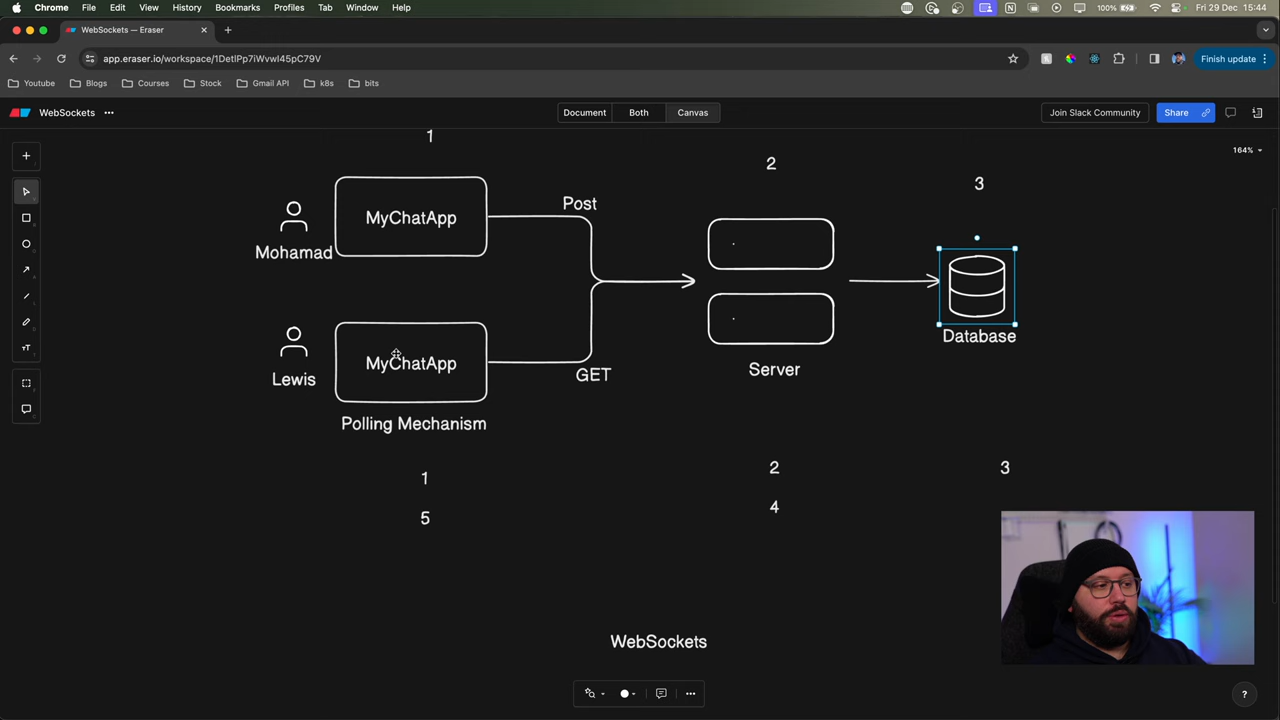 Chrome File Edit View History Bookmarks Profiles Tab Window Help 100% Fri 29 Dec 15:44
WebSockets — Eraser
app.eraser.io/workspace/1DetlPp7iWvwI45pC79V Finish update
Youtube Blogs Courses Stock Gmail API k8s bits
WebSockets Document Both Canvas Join Slack Community Share
164%
1
2
3
Post
MyChatApp
Mohamad
MyChatApp
Lewis
GET
Server
Database
Polling Mechanism
1
2
3
5
4
WebSockets
?